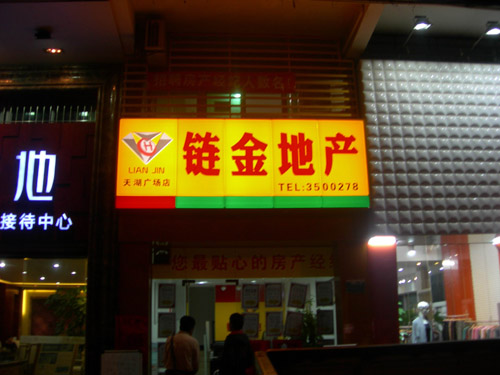 链金地产
LIAN JIN
天湖广场店
TEL:3500278
池
接待中心
您最贴心的房产经